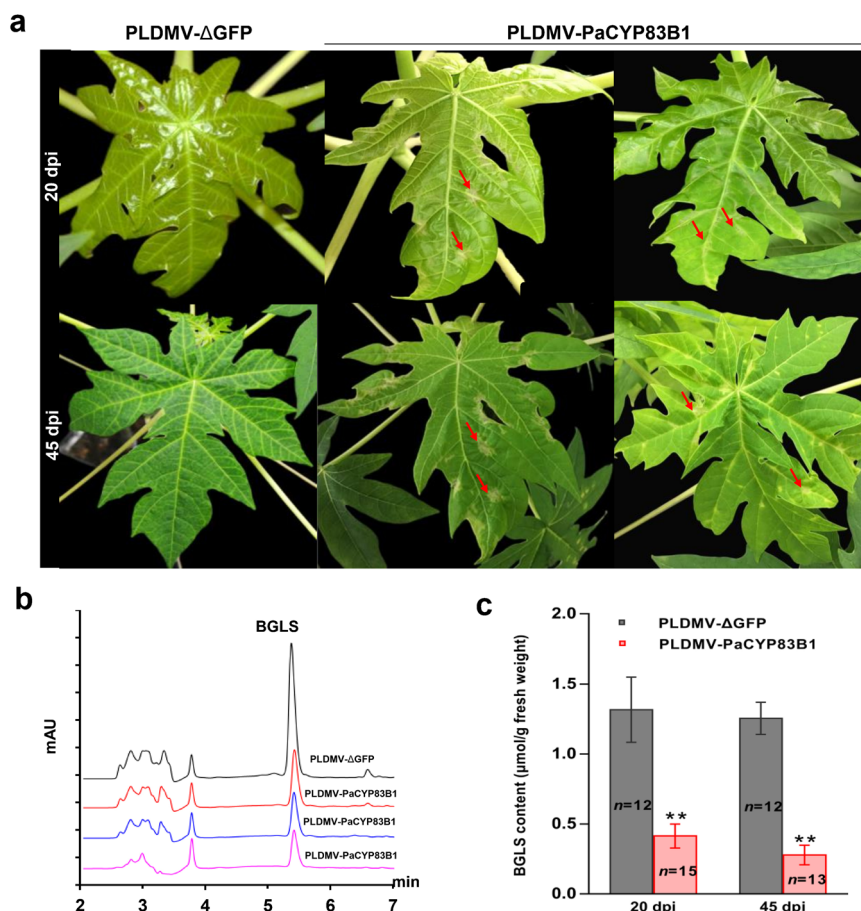 a
PLDMV-ΔGFP
PLDMV-PaCYP83B1
20 dpi
45 dpi
b
BGLS
mAU
PLDMV-ΔGFP
PLDMV-PaCYP83B1
PLDMV-PaCYP83B1
PLDMV-PaCYP83B1
min
2 3 4 5 6 7
c
BGLS content (μmol/g fresh weight)
2.0
1.5
1.0
0.5
0.0
PLDMV-ΔGFP
PLDMV-PaCYP83B1
n=12
**
n=15
n=12
**
n=13
20 dpi
45 dpi